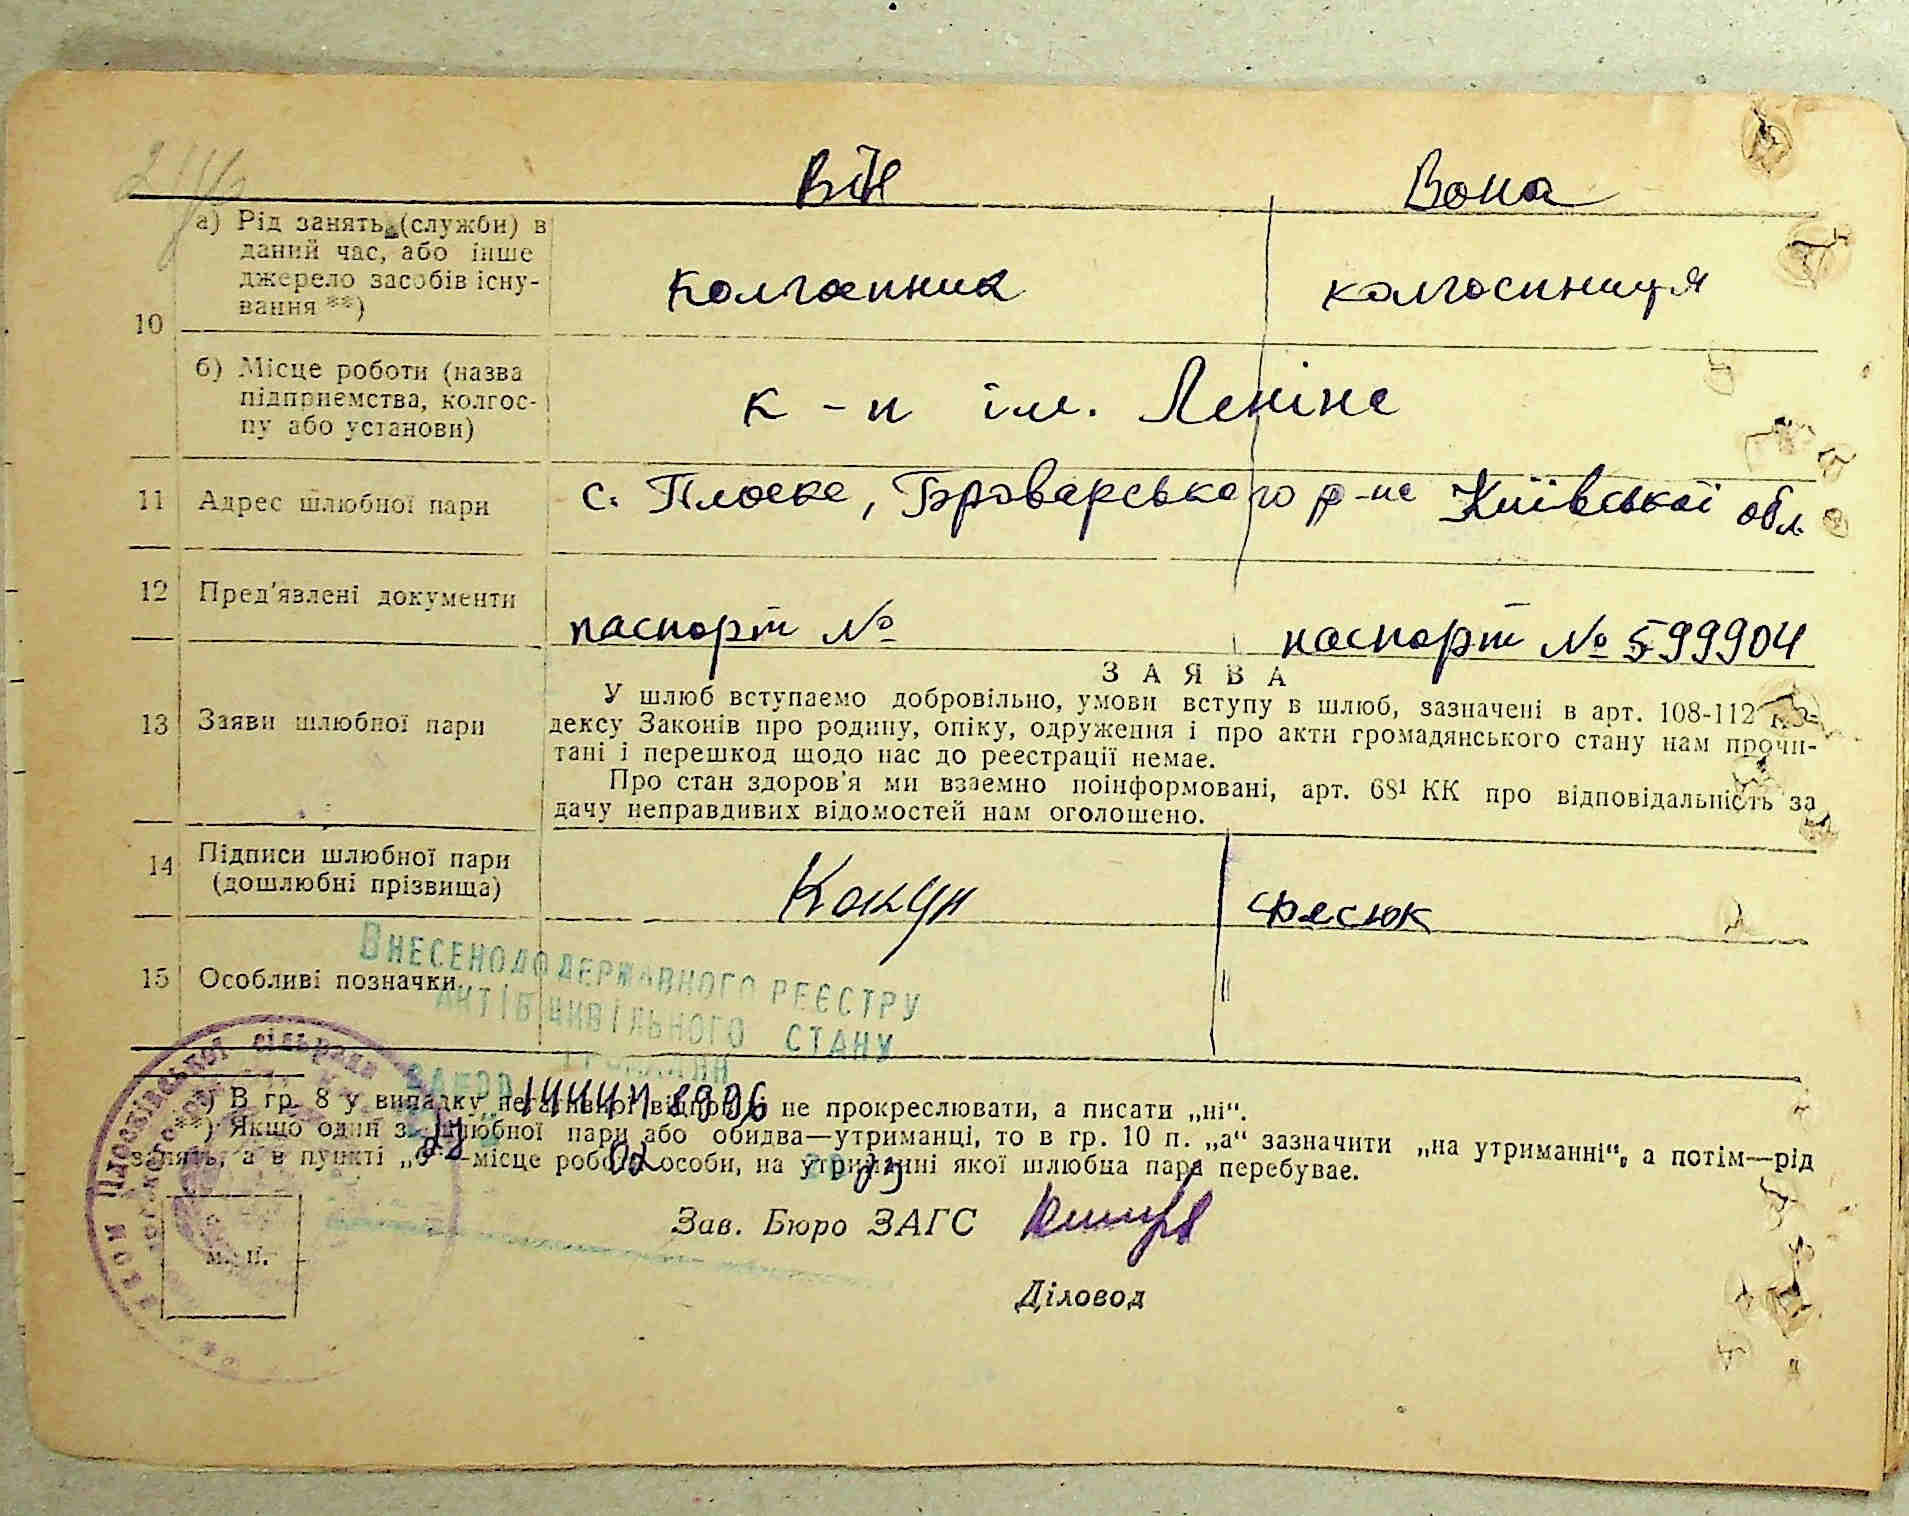 Він Вона
10
а) Рід занять (служби) в
даний час, або інше
джерело засобів існу-
вання **)
колгоспник колгоспниця
б) Місце роботи (назва
підприємства, колгос-
пу або установи)
к-п ім. Леніна
11 Адрес шлюбної пари с. Плоске, Броварського р-на Київської обл.
12 Пред'явлені документи
паспорт № паспорт № 599904
ЗАЯВА
13 Заяви шлюбної пари
У шлюб вступаємо добровільно, умови вступу в шлюб, зазначені в арт. 108-112 Ко-
дексу Законів про родину, опіку, одруження і про акти громадянського стану нам прочи-
тані і перешкод щодо нас до реєстрації немає.
Про стан здоров'я ми взаємно поінформовані, арт. 68¹ КК про відповідальність за
дачу неправдивих відомостей нам оголошено.
14 Підписи шлюбної пари
(дошлюбні прізвища)
Кокун Фесюк
15 Особливі позначки
ВНЕСЕНО ДО ДЕРЖАВНОГО РЕЄСТРУ
АКТІВ ЦИВІЛЬНОГО СТАНУ
ГРОМАДЯН
*) В гр. 8 у випадку негативної відповіді не прокреслювати, а писати „ні“.
**) Якщо один з шлюбної пари або обидва—утриманці, то в гр. 10 п. „а“ зазначити „на утриманні“, а потім—рід
занять, а в пункті „б“—місце роботи особи, на утриманні якої шлюбна пара перебуває.
Зав. Бюро ЗАГС
М. П.
Діловод